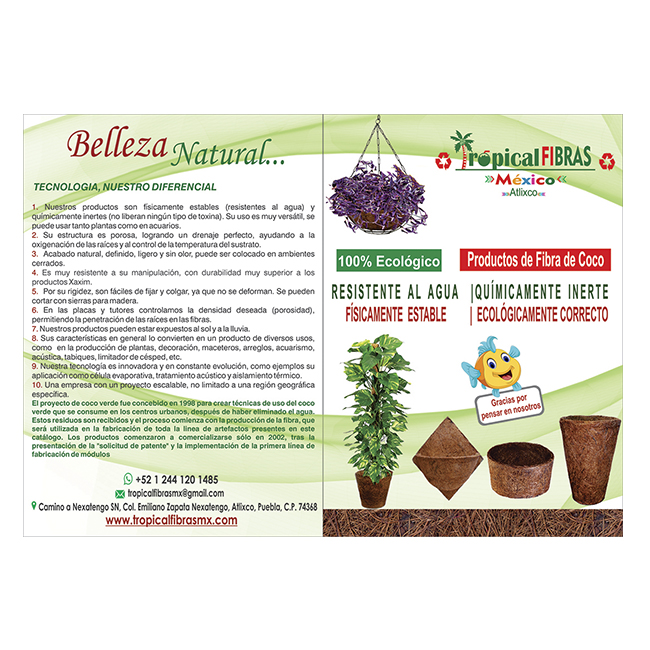 Belleza Natural...
TECNOLOGIA, NUESTRO DIFERENCIAL
1. Nuestros productos son físicamente estables (resistentes al agua) y
químicamente inertes (no liberan ningún tipo de toxina). Su uso es muy versátil, se
puede usar tanto plantas como en acuarios.
2. Su estructura es porosa, logrando un drenaje perfecto, ayudando a la
oxigenación de las raíces y al control de la temperatura del sustrato.
3. Acabado natural, definido, ligero y sin olor, puede ser colocado en ambientes
cerrados.
4. Es muy resistente a su manipulación, con durabilidad muy superior a los
productos Xaxim.
5. Por su rigidez, son fáciles de fijar y colgar, ya que no se deforman. Se pueden
cortar con sierras para madera.
6. En las placas y tutores controlamos la densidad deseada (porosidad),
permitiendo la penetración de las raíces en las fibras.
7. Nuestros productos pueden estar expuestos al sol y a la lluvia.
8. Sus características en general lo convierten en un producto de diversos usos,
como en la producción de plantas, decoración, maceteros, arreglos, acuarismo,
acústica, tabiques, limitador de césped, etc.
9. Nuestra tecnología es innovadora y en constante evolución, como ejemplos su
aplicación como célula evaporativa, tratamiento acústico y aislamiento térmico.
10. Una empresa con un proyecto escalable, no limitado a una región geográfica
específica.
El proyecto de coco verde fue concebido en 1998 para crear técnicas de uso del coco
verde que se consume en los centros urbanos, después de haber eliminado el agua.
Estos residuos son recibidos y el proceso comienza con la producción de la fibra, que
será utilizada en la fabricación de toda la línea de artefactos presentes en este
catálogo. Los productos comenzaron a comercializarse sólo en 2002, tras la
presentación de la "solicitud de patente" y la implementación de la primera línea de
fabricación de módulos
+52 1 244 120 1485
tropicalfibrasmx@gmail.com
Camino a Nexatengo SN, Col. Emiliano Zapata Nexatengo, Atlixco, Puebla, C.P. 74368
www.tropicalfibrasmx.com
Trópical FIBRAS
México
Atlixco
100% Ecológico
Productos de Fibra de Coco
RESISTENTE AL AGUA |QUÍMICAMENTE INERTE
FÍSICAMENTE ESTABLE | ECOLÓGICAMENTE CORRECTO
Gracias por
pensar en nosotros